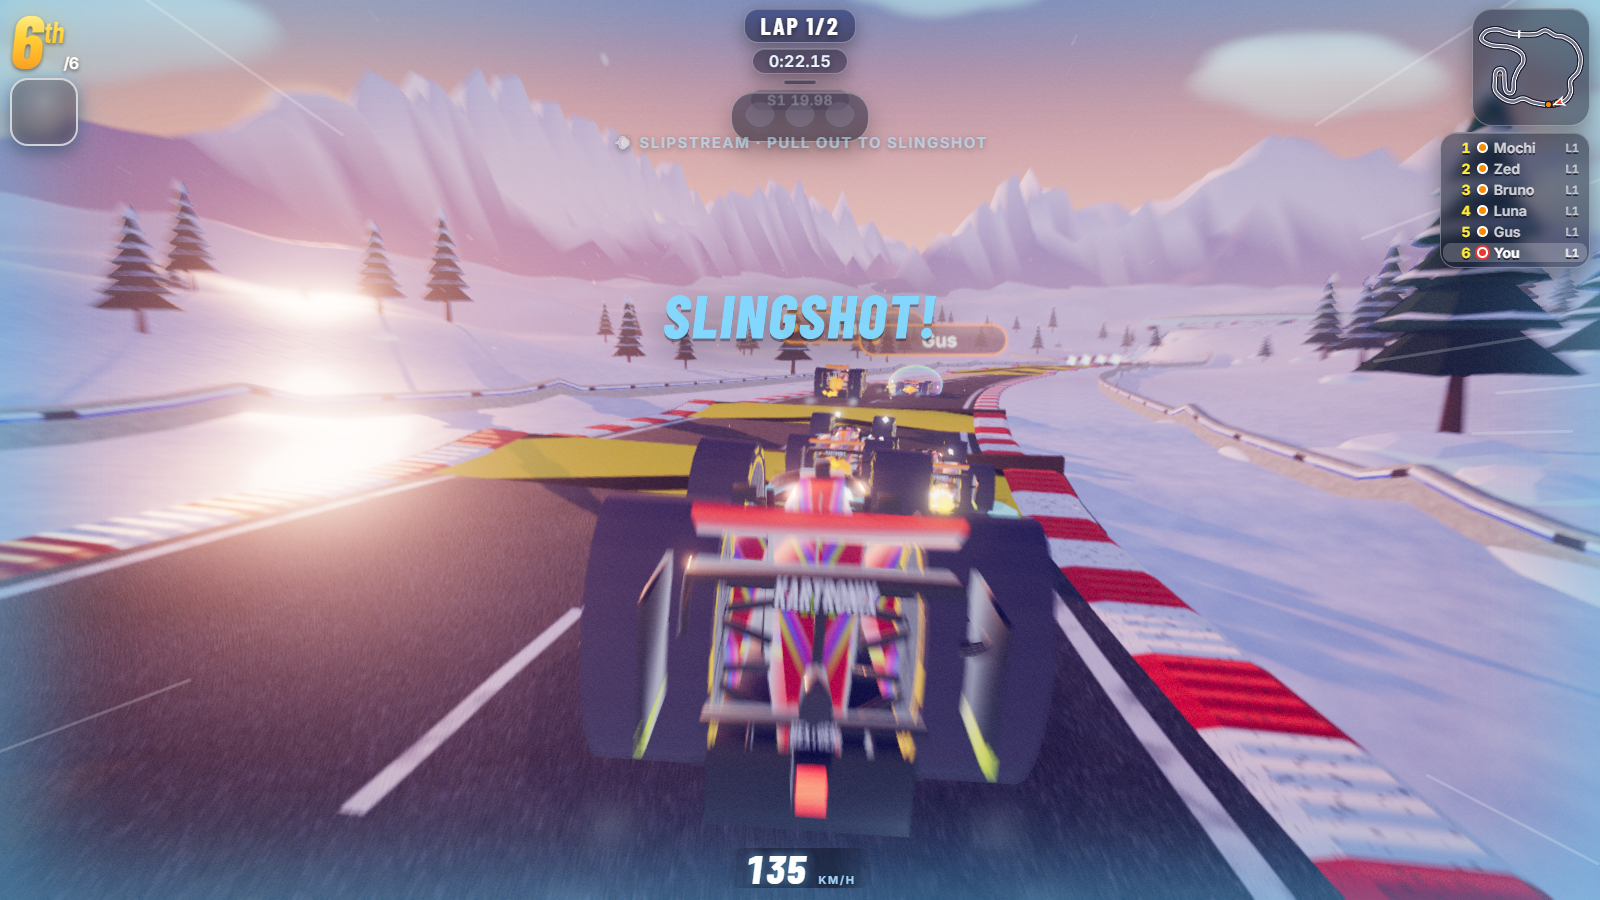 6th
/6
LAP 1/2
0:22.15
S1 19.98
SLIPSTREAM · PULL OUT TO SLINGSHOT
1 Mochi L1
2 Zed L1
3 Bruno L1
4 Luna L1
5 Gus L1
6 You L1
SLINGSHOT!
Gus
135 KM/H